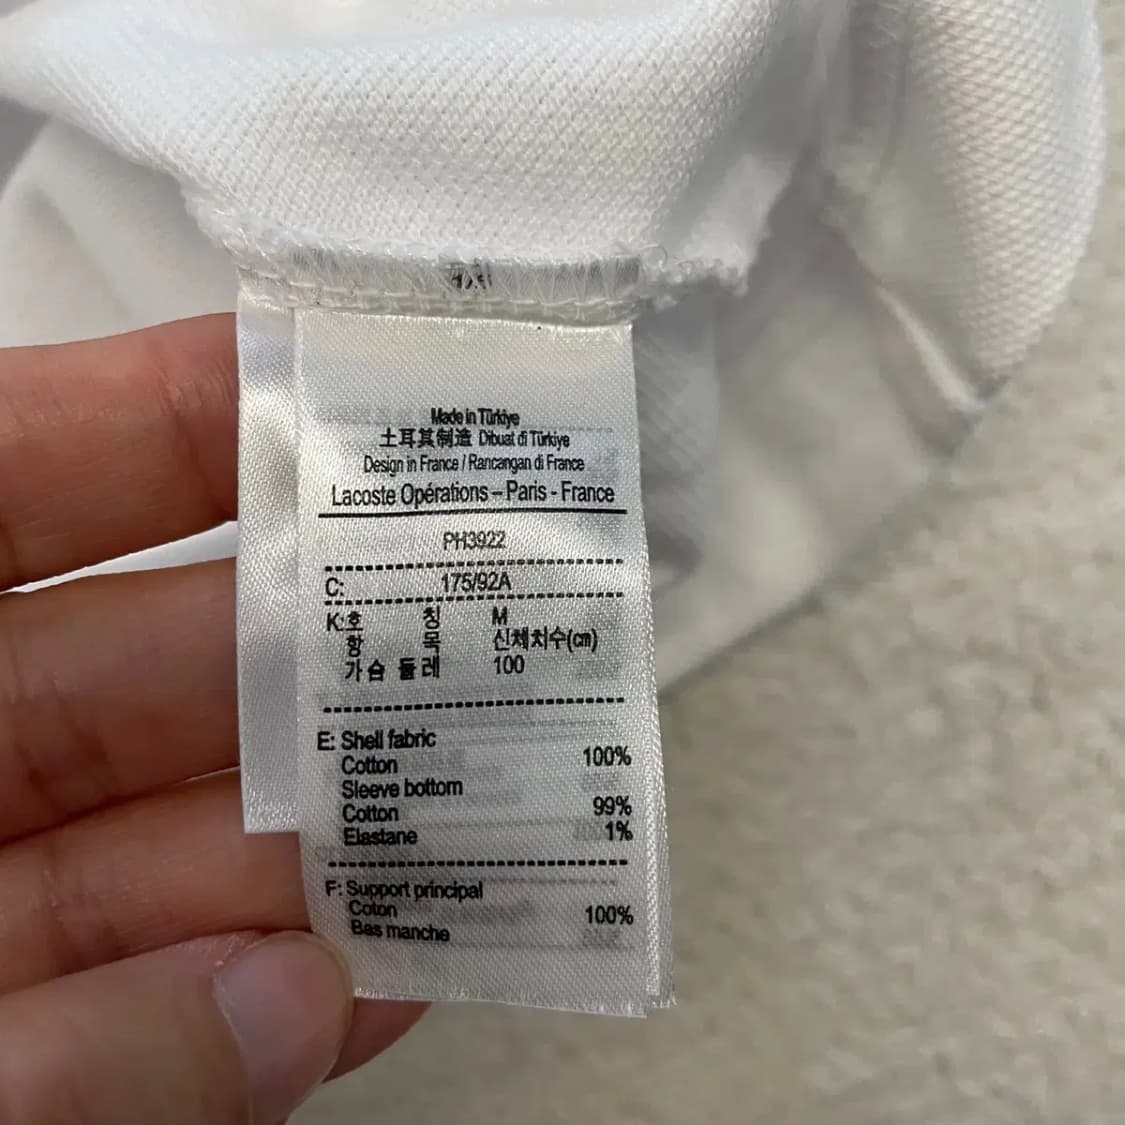 Made in Türkiye
土耳其制造 Dibuat di Türkiye
Design in France / Rancangan di France
Lacoste Opérations – Paris - France
PH3922
C: 175/92A
K: 호 칭 M
항 목 신체치수(cm)
가슴 둘레 100
E: Shell fabric
Cotton 100%
Sleeve bottom
Cotton 99%
Elastane 1%
F: Support principal
Coton 100%
Bas manche